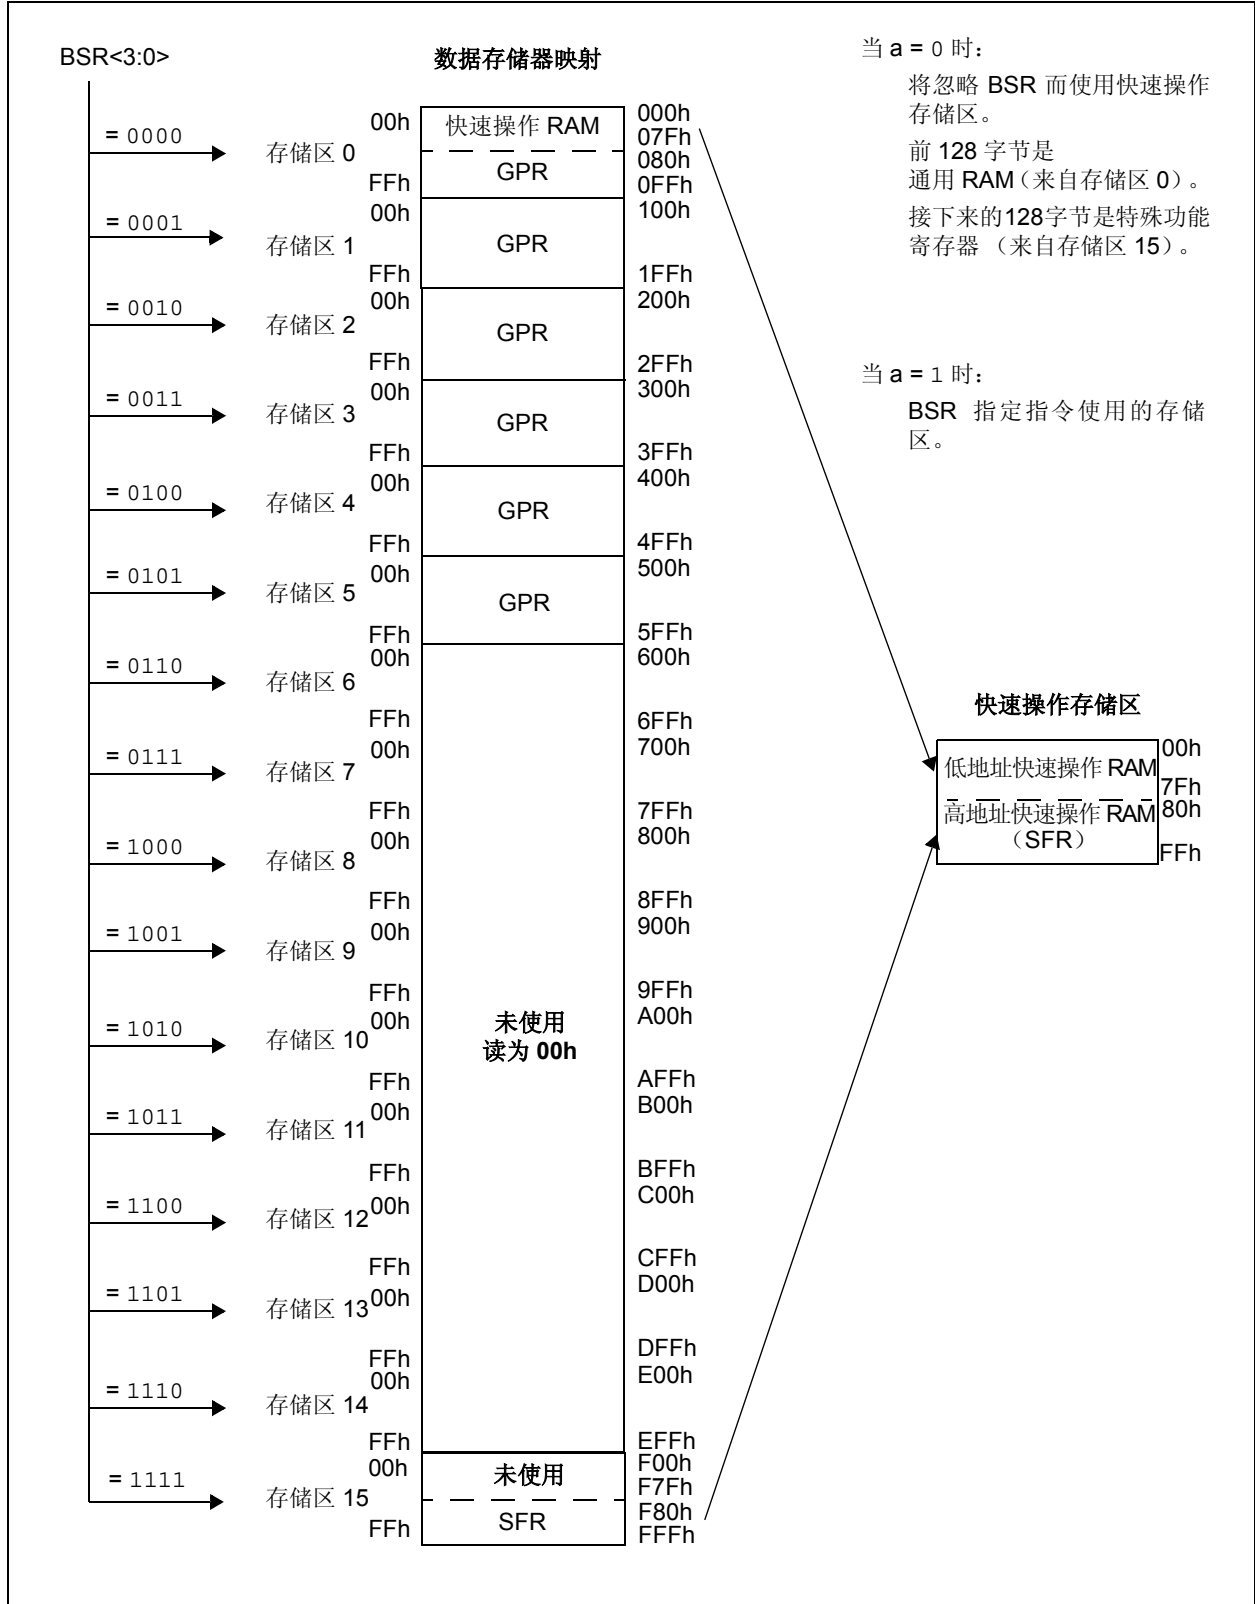 BSR<3:0>
数据存储器映射
当 a = 0 时：
将忽略 BSR 而使用快速操作
存储区。
前 128 字节是
通用 RAM（来自存储区 0）。
接下来的128字节是特殊功能
寄存器 （来自存储区 15）。
当 a = 1 时：
BSR 指定指令使用的存储
区。
= 0000
存储区 0
00h
FFh
快速操作 RAM
GPR
000h
07Fh
080h
0FFh
= 0001
存储区 1
00h
FFh
GPR
100h
1FFh
= 0010
存储区 2
00h
FFh
GPR
200h
2FFh
= 0011
存储区 3
00h
FFh
GPR
300h
3FFh
= 0100
存储区 4
00h
FFh
GPR
400h
4FFh
= 0101
存储区 5
00h
FFh
GPR
500h
5FFh
= 0110
存储区 6
00h
FFh
600h
6FFh
= 0111
存储区 7
00h
FFh
700h
7FFh
= 1000
存储区 8
00h
FFh
800h
8FFh
= 1001
存储区 9
00h
FFh
900h
9FFh
= 1010
存储区 10
00h
FFh
未使用
读为 00h
A00h
AFFh
= 1011
存储区 11
00h
FFh
B00h
BFFh
= 1100
存储区 12
00h
FFh
C00h
CFFh
= 1101
存储区 13
00h
FFh
D00h
DFFh
= 1110
存储区 14
00h
FFh
E00h
EFFh
= 1111
存储区 15
00h
FFh
未使用
SFR
F00h
F7Fh
F80h
FFFh
快速操作存储区
低地址快速操作 RAM
高地址快速操作 RAM
（SFR）
00h
7Fh
80h
FFh